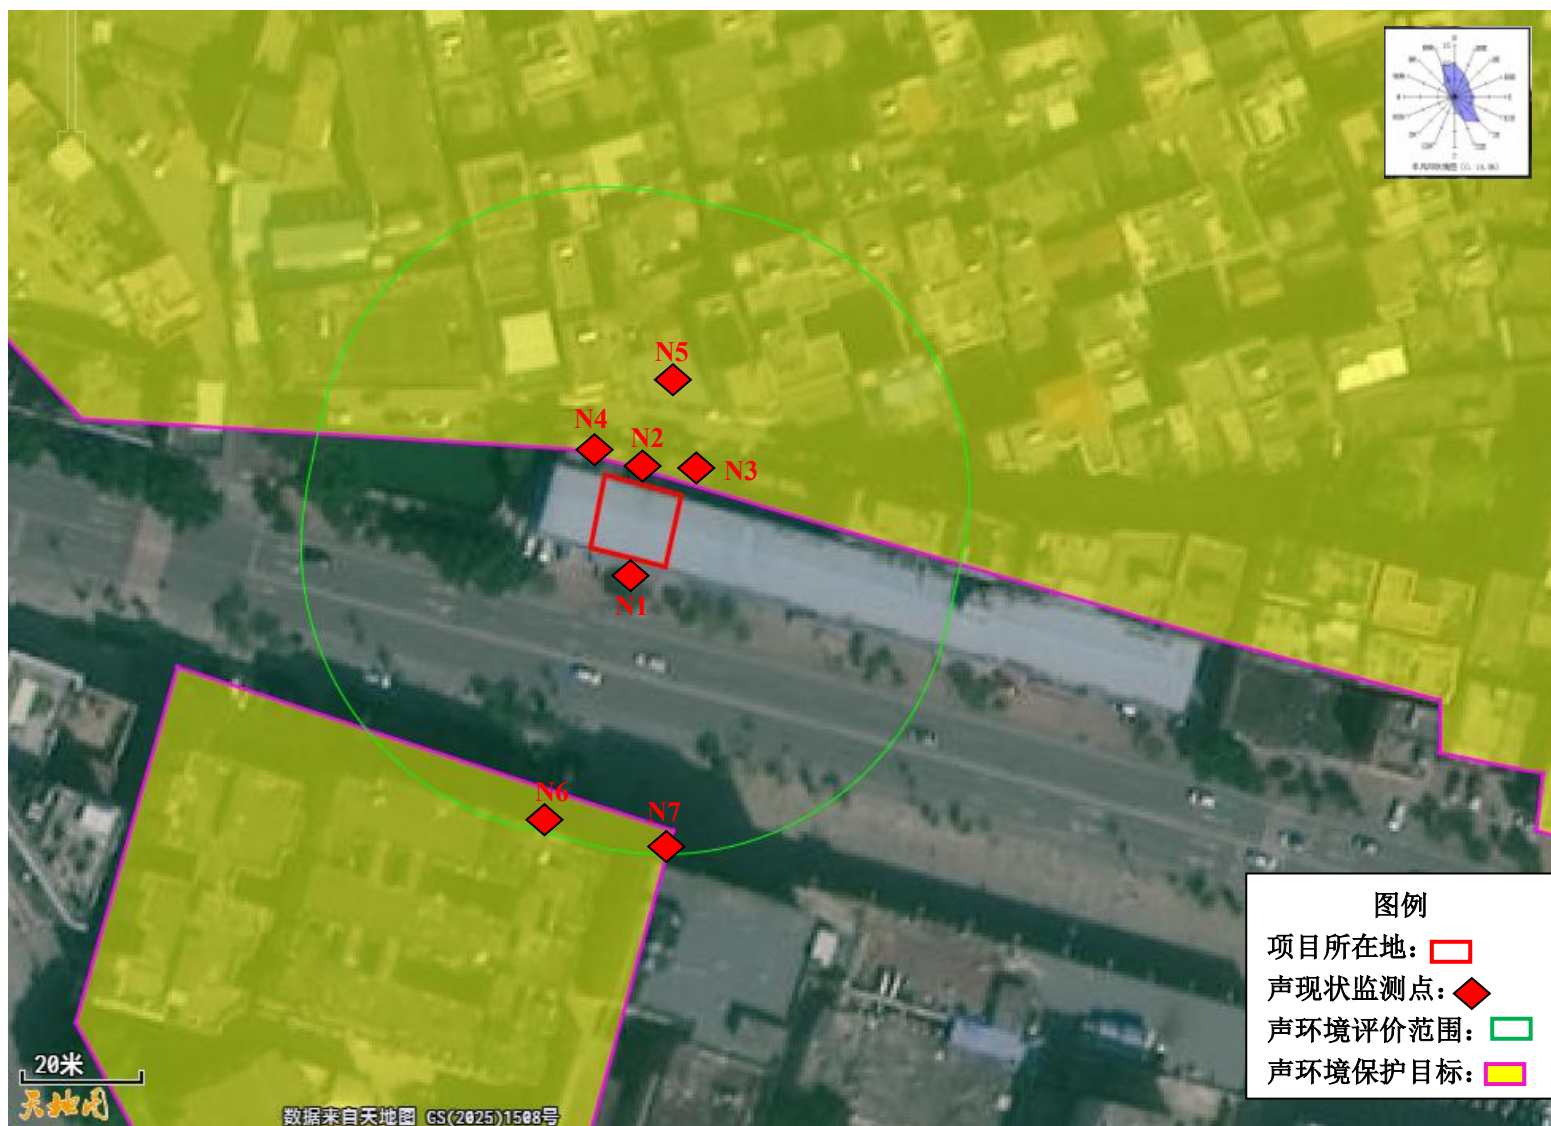 N5
N4
N2
N3
N1
N6
N7
图例
项目所在地：
声现状监测点：
声环境评价范围：
声环境保护目标：
20米
天地图
数据来自天地图 GS(2025)1508号